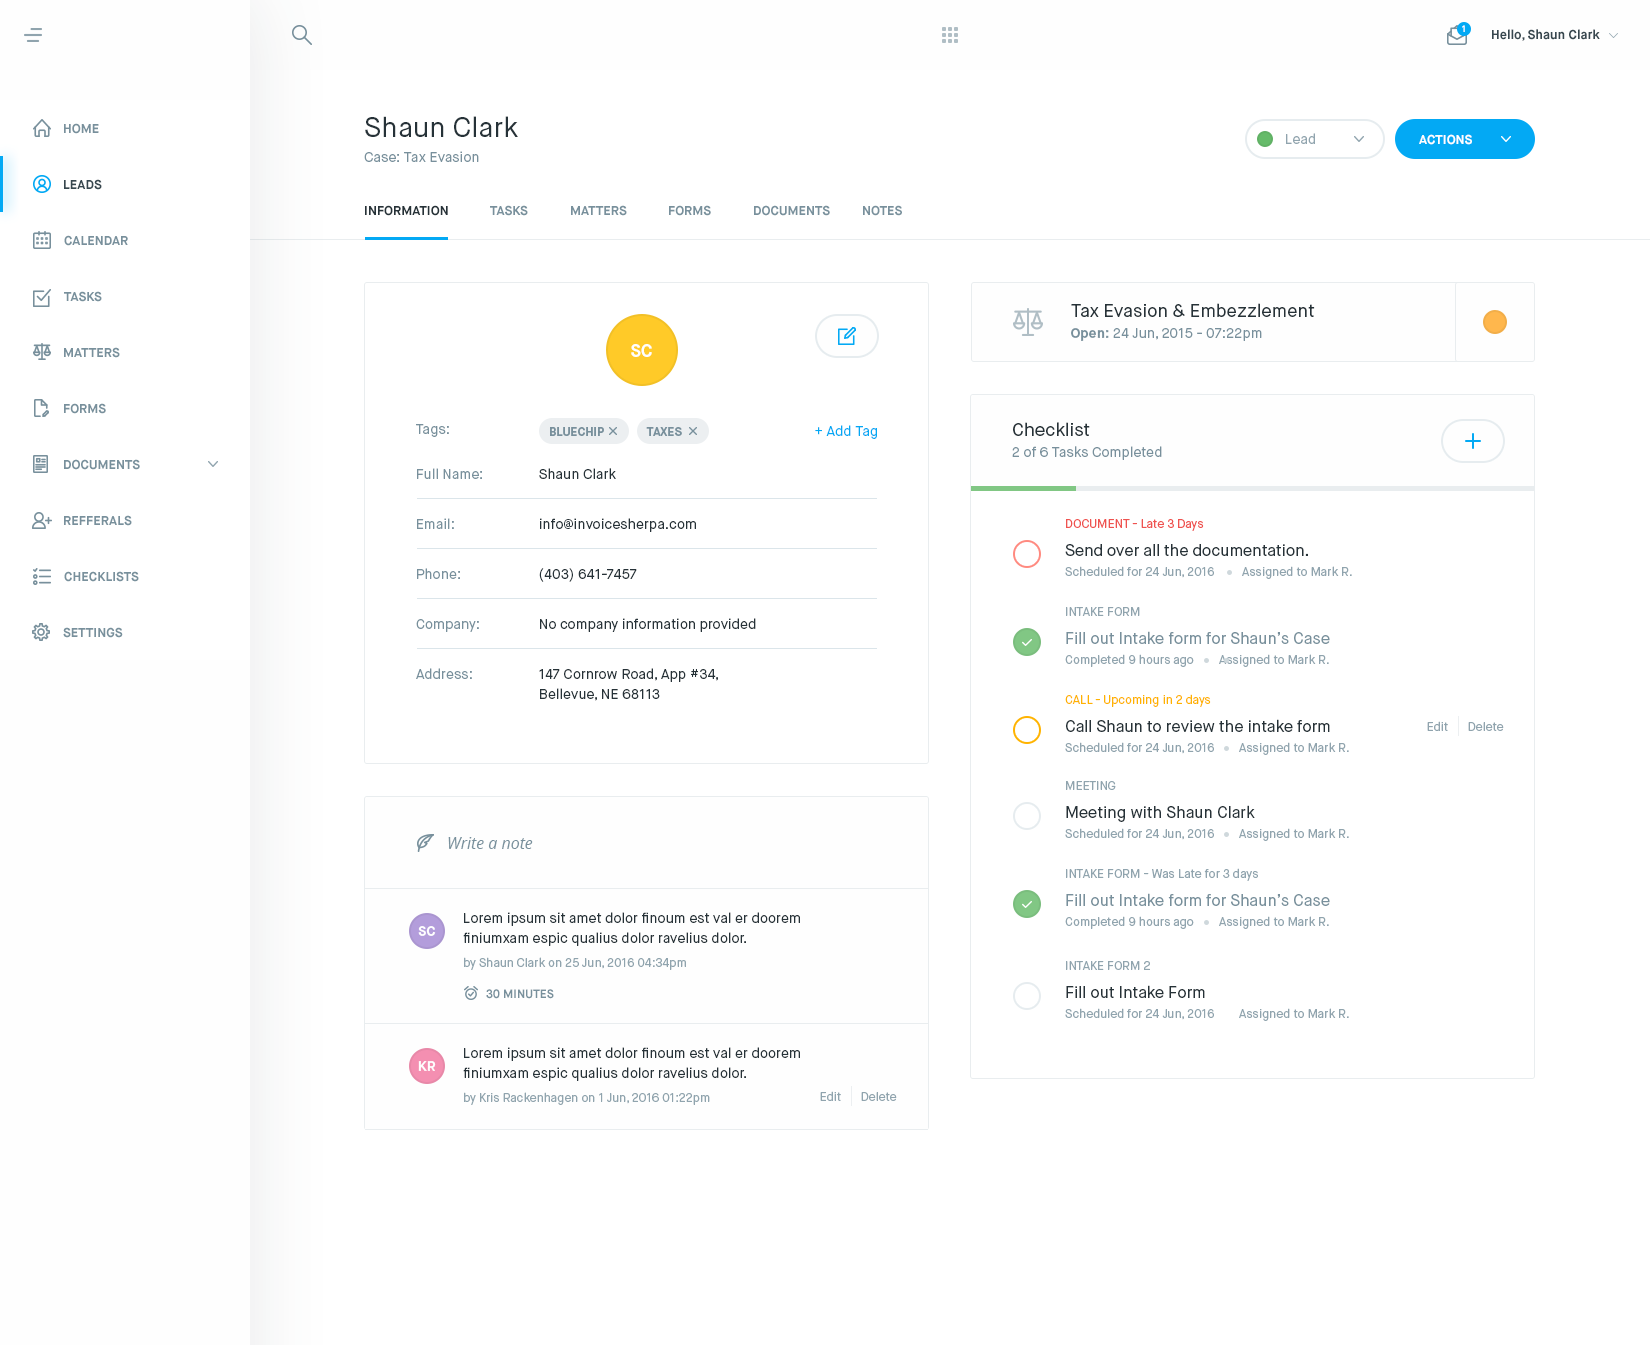 1
Hello, Shaun Clark
HOME
LEADS
CALENDAR
TASKS
MATTERS
FORMS
DOCUMENTS
REFFERALS
CHECKLISTS
SETTINGS
Shaun Clark
Case: Tax Evasion
Lead
ACTIONS
INFORMATION
TASKS
MATTERS
FORMS
DOCUMENTS
NOTES
SC
Tags:
BLUECHIP
TAXES
+ Add Tag
Full Name:
Shaun Clark
Email:
info@invoicesherpa.com
Phone:
(403) 641-7457
Company:
No company information provided
Address:
147 Cornrow Road, App #34,
Bellevue, NE 68113
Write a note
SC
Lorem ipsum sit amet dolor finoum est val er doorem
finiumxam espic qualius dolor ravelius dolor.
by Shaun Clark on 25 Jun, 2016 04:34pm
30 MINUTES
KR
Lorem ipsum sit amet dolor finoum est val er doorem
finiumxam espic qualius dolor ravelius dolor.
by Kris Rackenhagen on 1 Jun, 2016 01:22pm
Edit
Delete
Tax Evasion & Embezzlement
Open: 24 Jun, 2015 - 07:22pm
Checklist
2 of 6 Tasks Completed
DOCUMENT - Late 3 Days
Send over all the documentation.
Scheduled for 24 Jun, 2016 • Assigned to Mark R.
INTAKE FORM
Fill out Intake form for Shaun's Case
Completed 9 hours ago • Assigned to Mark R.
CALL - Upcoming in 2 days
Call Shaun to review the intake form
Edit
Delete
Scheduled for 24 Jun, 2016 • Assigned to Mark R.
MEETING
Meeting with Shaun Clark
Scheduled for 24 Jun, 2016 • Assigned to Mark R.
INTAKE FORM - Was Late for 3 days
Fill out Intake form for Shaun's Case
Completed 9 hours ago • Assigned to Mark R.
INTAKE FORM 2
Fill out Intake Form
Scheduled for 24 Jun, 2016 Assigned to Mark R.